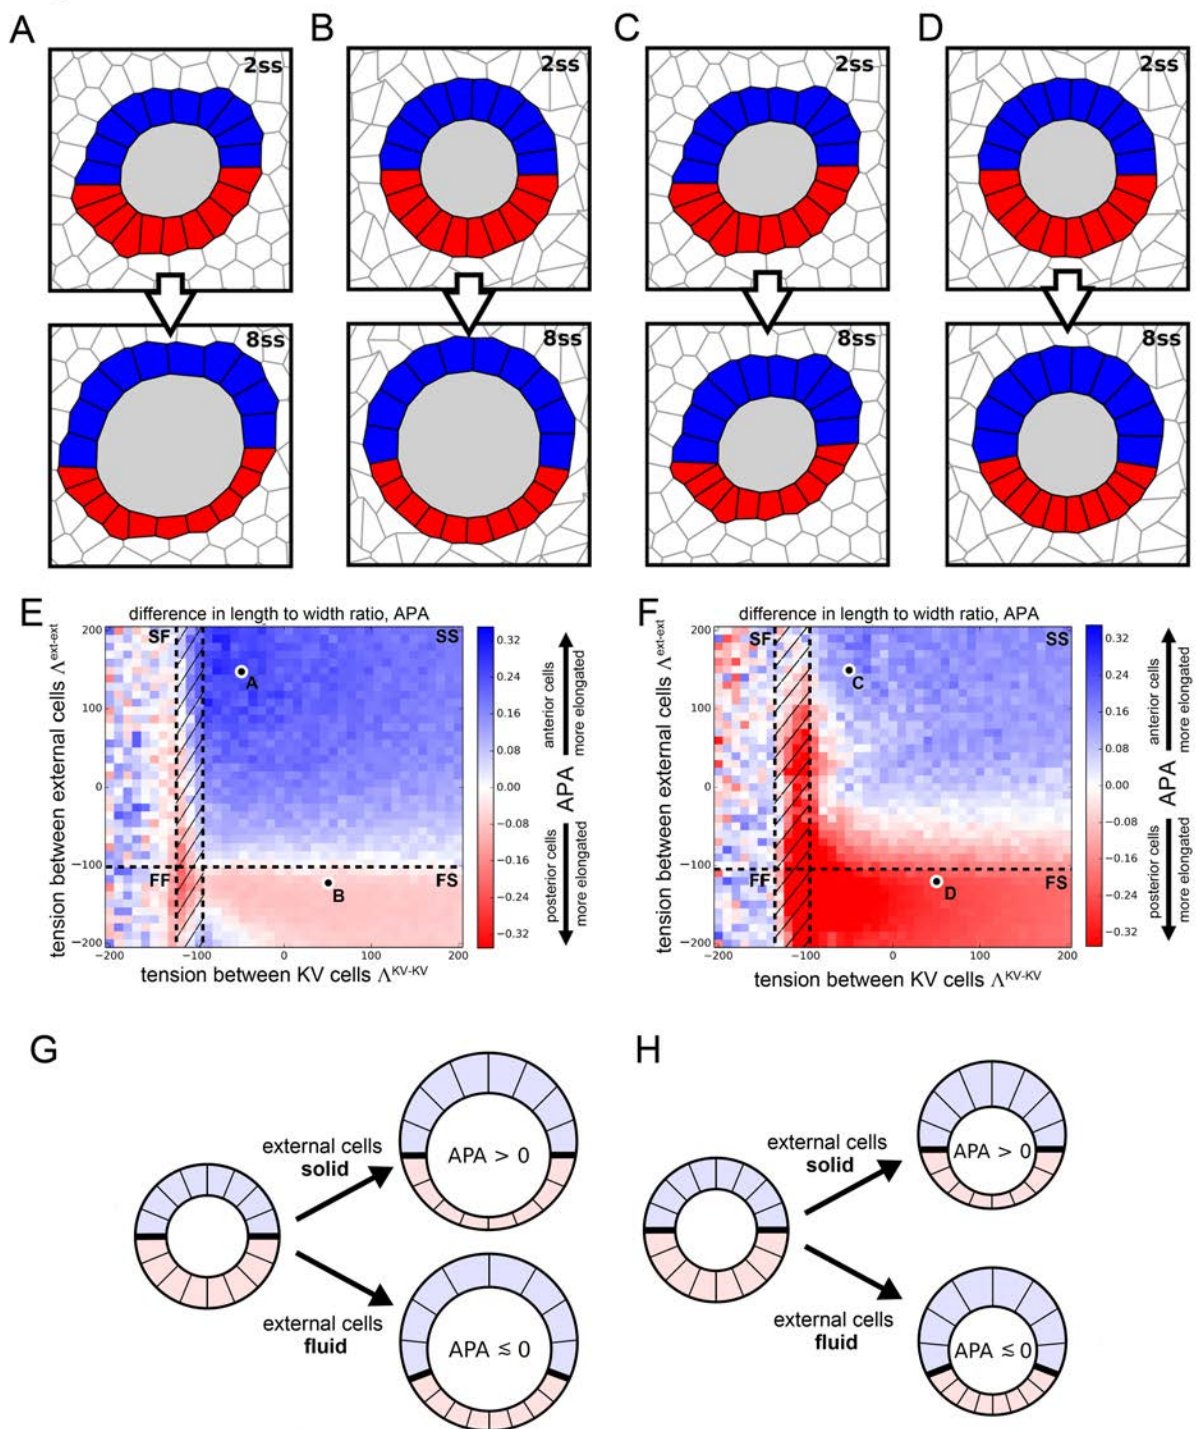 A
B
C
D
2ss
2ss
2ss
2ss
8ss
8ss
8ss
8ss
E
difference in length to width ratio, APA
tension between external cells Λext-ext
200
100
0
−100
−200
SF
SS
FF
FS
A
B
−200
−100
0
100
200
tension between KV cells ΛKV-KV
0.32
0.24
0.16
0.08
0.00
−0.08
−0.16
−0.24
−0.32
anterior cells
more elongated
APA
posterior cells
more elongated
F
difference in length to width ratio, APA
tension between external cells Λext-ext
200
100
0
−100
−200
SF
SS
FF
FS
C
D
−200
−100
0
100
200
tension between KV cells ΛKV-KV
0.32
0.24
0.16
0.08
0.00
−0.08
−0.16
−0.24
−0.32
anterior cells
more elongated
APA
posterior cells
more elongated
G
external cells
solid
APA > 0
external cells
fluid
APA ≲ 0
H
external cells
solid
APA > 0
external cells
fluid
APA ≲ 0